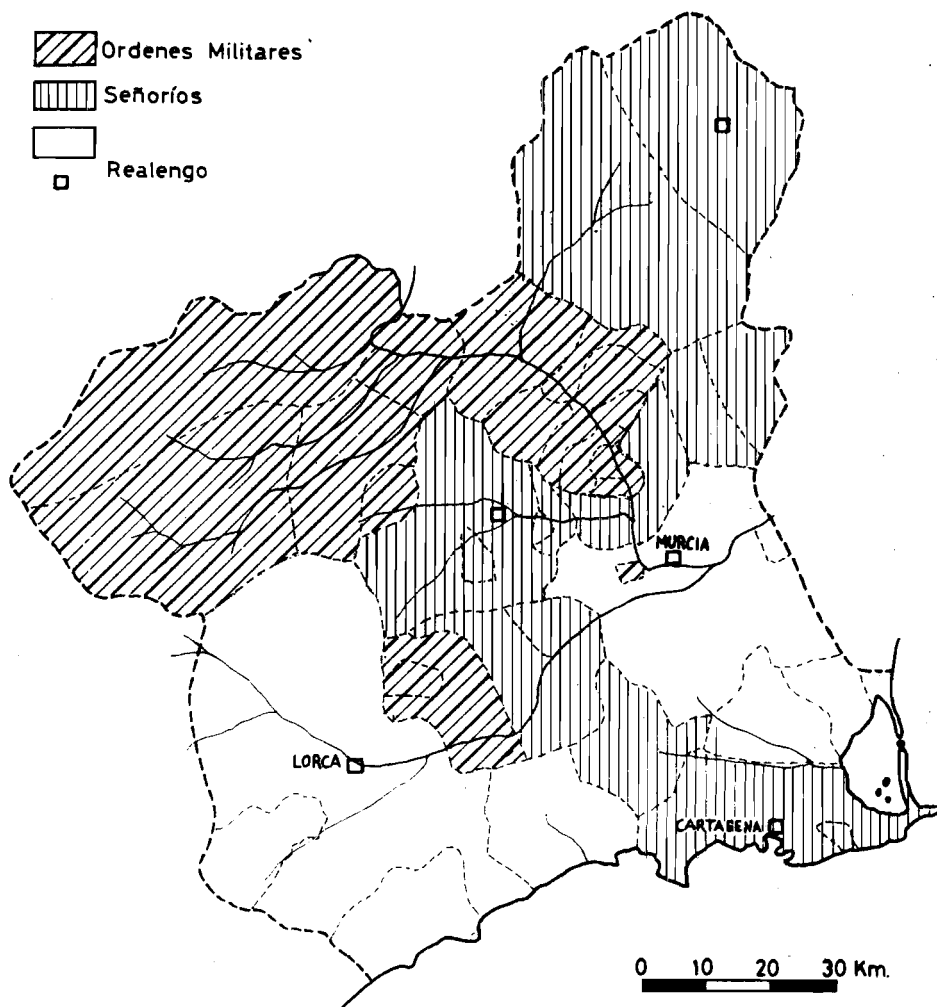 Ordenes Militares
Señoríos
Realengo
MURCIA
LORCA
CARTAGENA
0 10 20 30 Km.